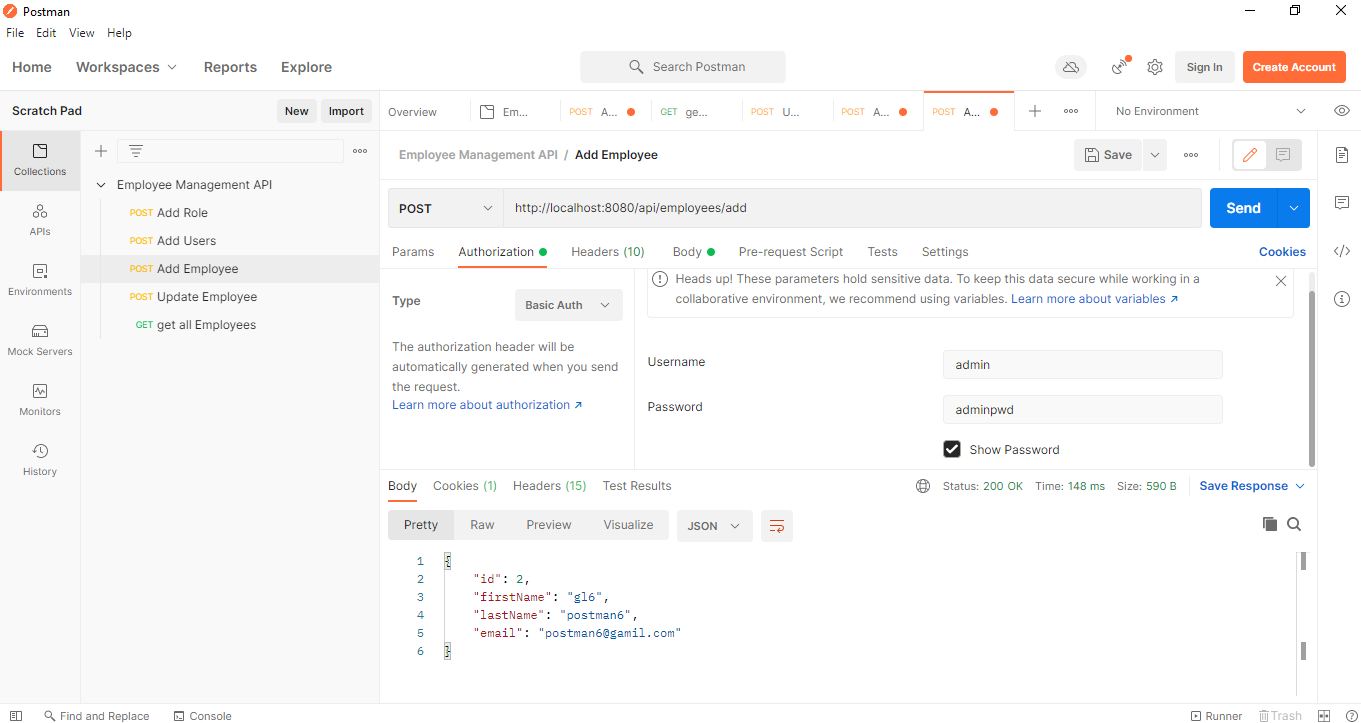 Postman
File Edit View Help
Home Workspaces Reports Explore Search Postman Sign In Create Account
Scratch Pad New Import
Overview Em... POST A... GET ge... POST U... POST A... POST A... No Environment
Collections
APIs
Environments
Mock Servers
Monitors
History
Employee Management API
POST Add Role
POST Add Users
POST Add Employee
POST Update Employee
GET get all Employees
Employee Management API / Add Employee Save
POST http://localhost:8080/api/employees/add Send
Params Authorization Headers (10) Body Pre-request Script Tests Settings Cookies
Type Basic Auth
The authorization header will be
automatically generated when you send
the request.
Learn more about authorization ↗
Heads up! These parameters hold sensitive data. To keep this data secure while working in a
collaborative environment, we recommend using variables. Learn more about variables ↗
Username admin
Password adminpwd
Show Password
Body Cookies (1) Headers (15) Test Results Status: 200 OK Time: 148 ms Size: 590 B Save Response
Pretty Raw Preview Visualize JSON
1 {
2 "id": 2,
3 "firstName": "gl6",
4 "lastName": "postman6",
5 "email": "postman6@gamil.com"
6 }
Find and Replace Console Runner Trash